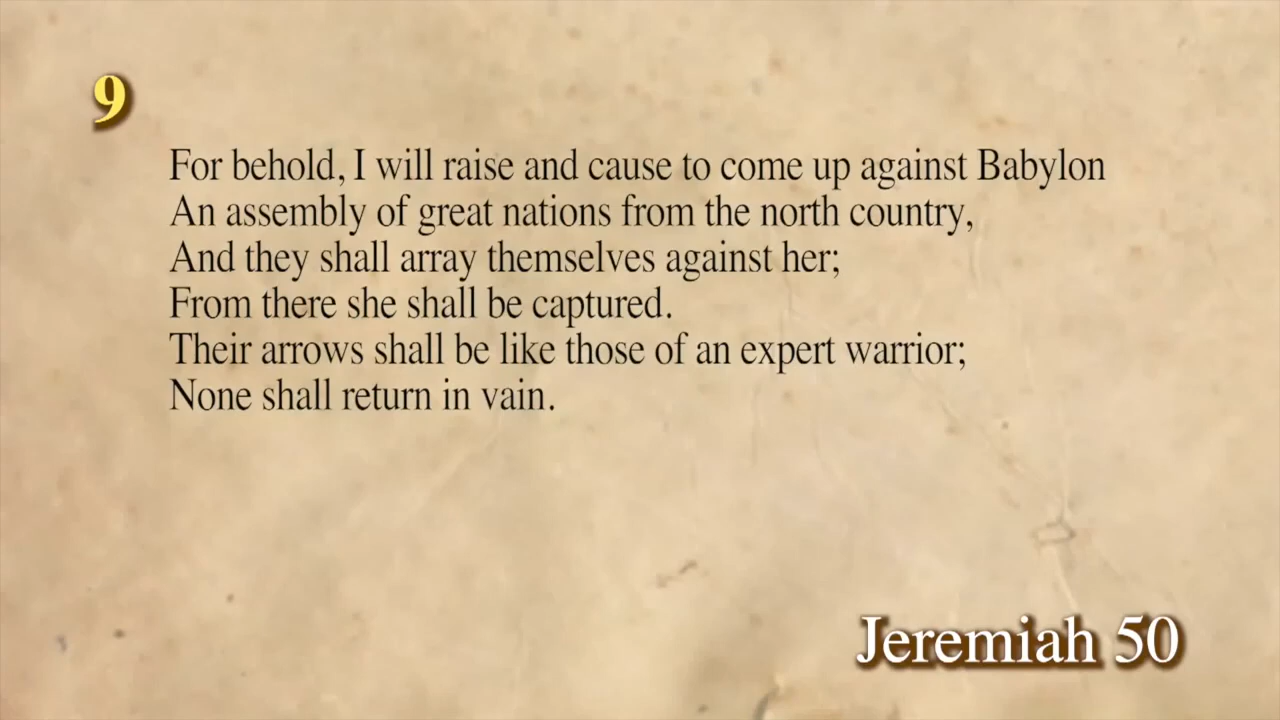 9
For behold, I will raise and cause to come up against Babylon
An assembly of great nations from the north country,
And they shall array themselves against her;
From there she shall be captured.
Their arrows shall be like those of an expert warrior;
None shall return in vain.
Jeremiah 50